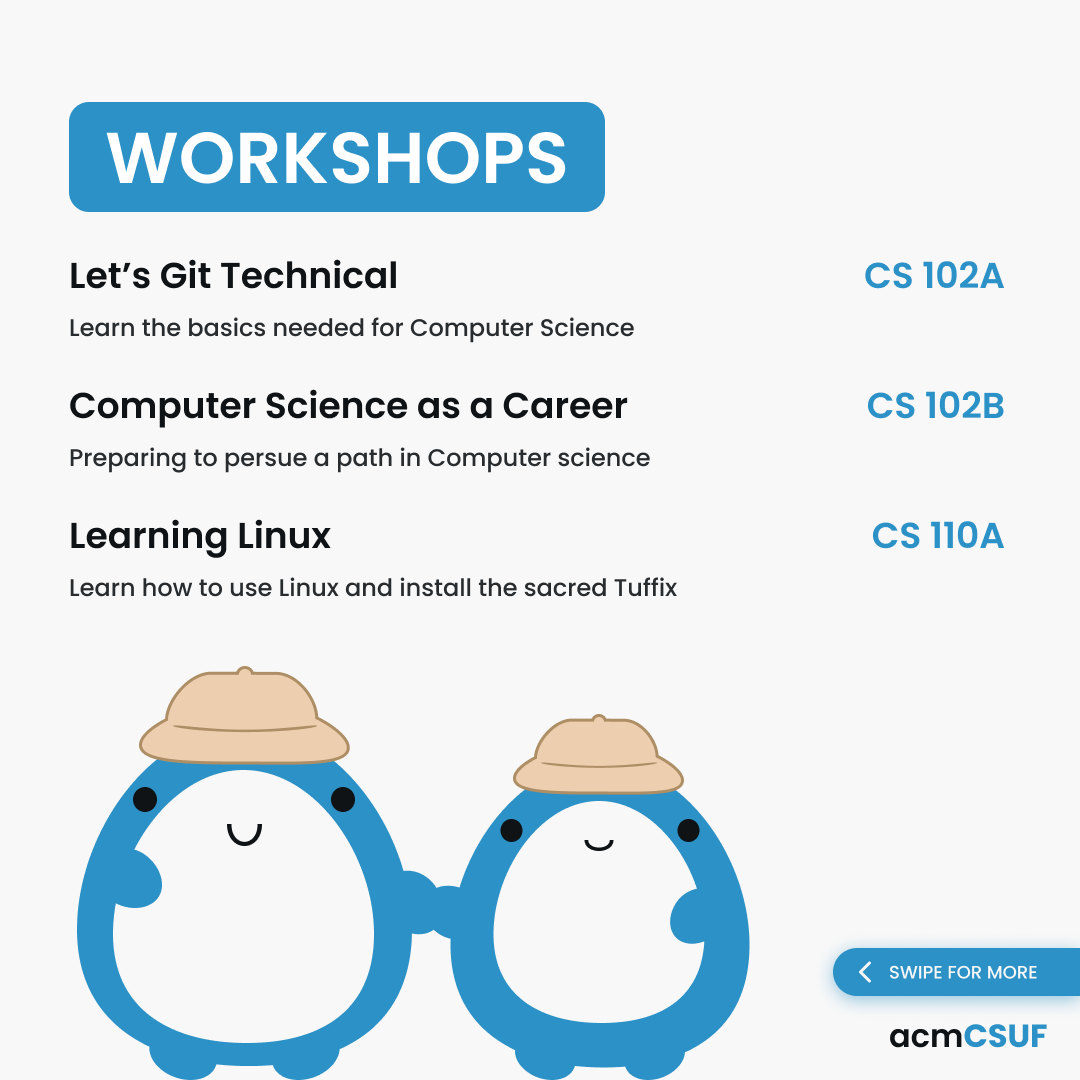 WORKSHOPS
Let’s Git Technical CS 102A
Learn the basics needed for Computer Science
Computer Science as a Career CS 102B
Preparing to persue a path in Computer science
Learning Linux CS 110A
Learn how to use Linux and install the sacred Tuffix
SWIPE FOR MORE
acmCSUF